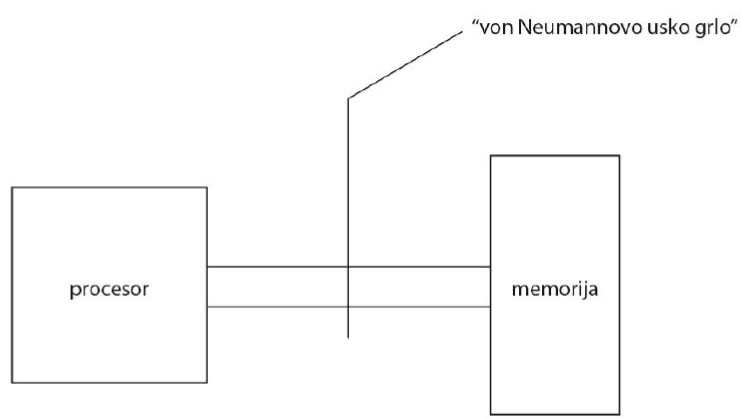 “von Neumannovo usko grlo”
procesor
memorija